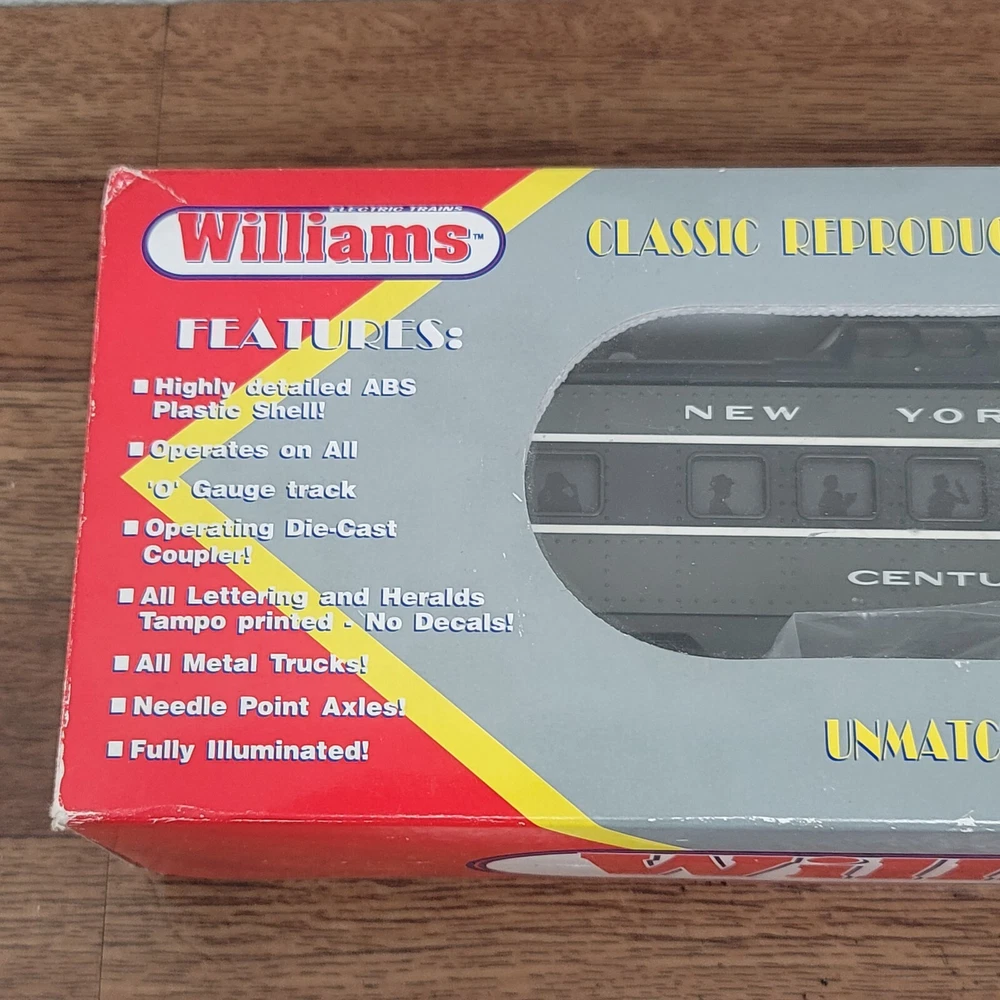 ELECTRIC TRAINS
Williams™
CLASSIC REPRODUC
FEATURES:
■ Highly detailed ABS
Plastic Shell!
■ Operates on All
'O' Gauge track
■ Operating Die-Cast
Coupler!
■ All Lettering and Heralds
Tampo printed - No Decals!
■ All Metal Trucks!
■ Needle Point Axles!
■ Fully Illuminated!
NEW YOR
CENTU
UNMATC
Will